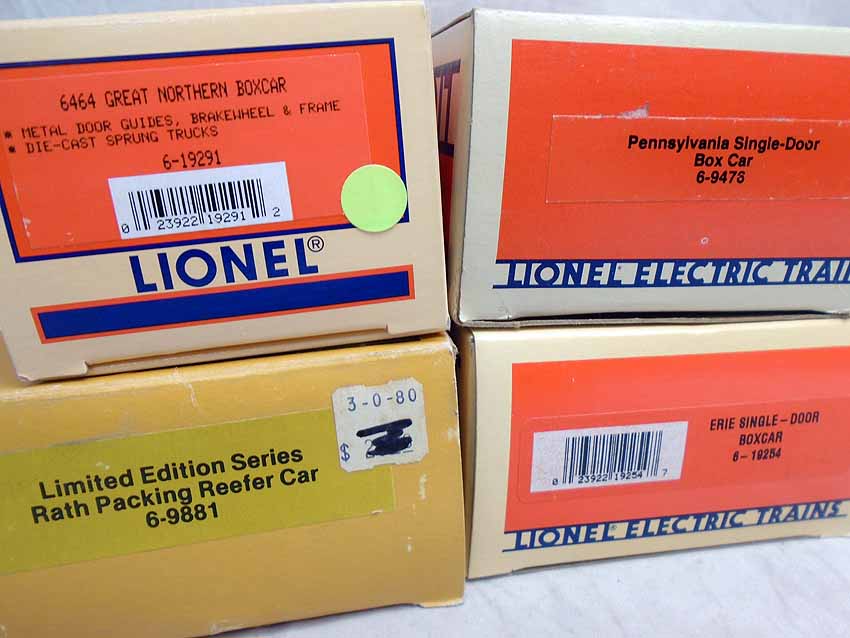 6464 GREAT NORTHERN BOXCAR
* METAL DOOR GUIDES, BRAKEWHEEL & FRAME
* DIE-CAST SPRUNG TRUCKS
6-19291
0 23922 19291 2
LIONEL®
Pennsylvania Single-Door
Box Car
6-9476
LIONEL ELECTRIC TRAIN
Limited Edition Series
Rath Packing Reefer Car
6-9881
3-0-80
$
ERIE SINGLE-DOOR
BOXCAR
6-19254
0 23922 19254 7
LIONEL® ELECTRIC TRAINS